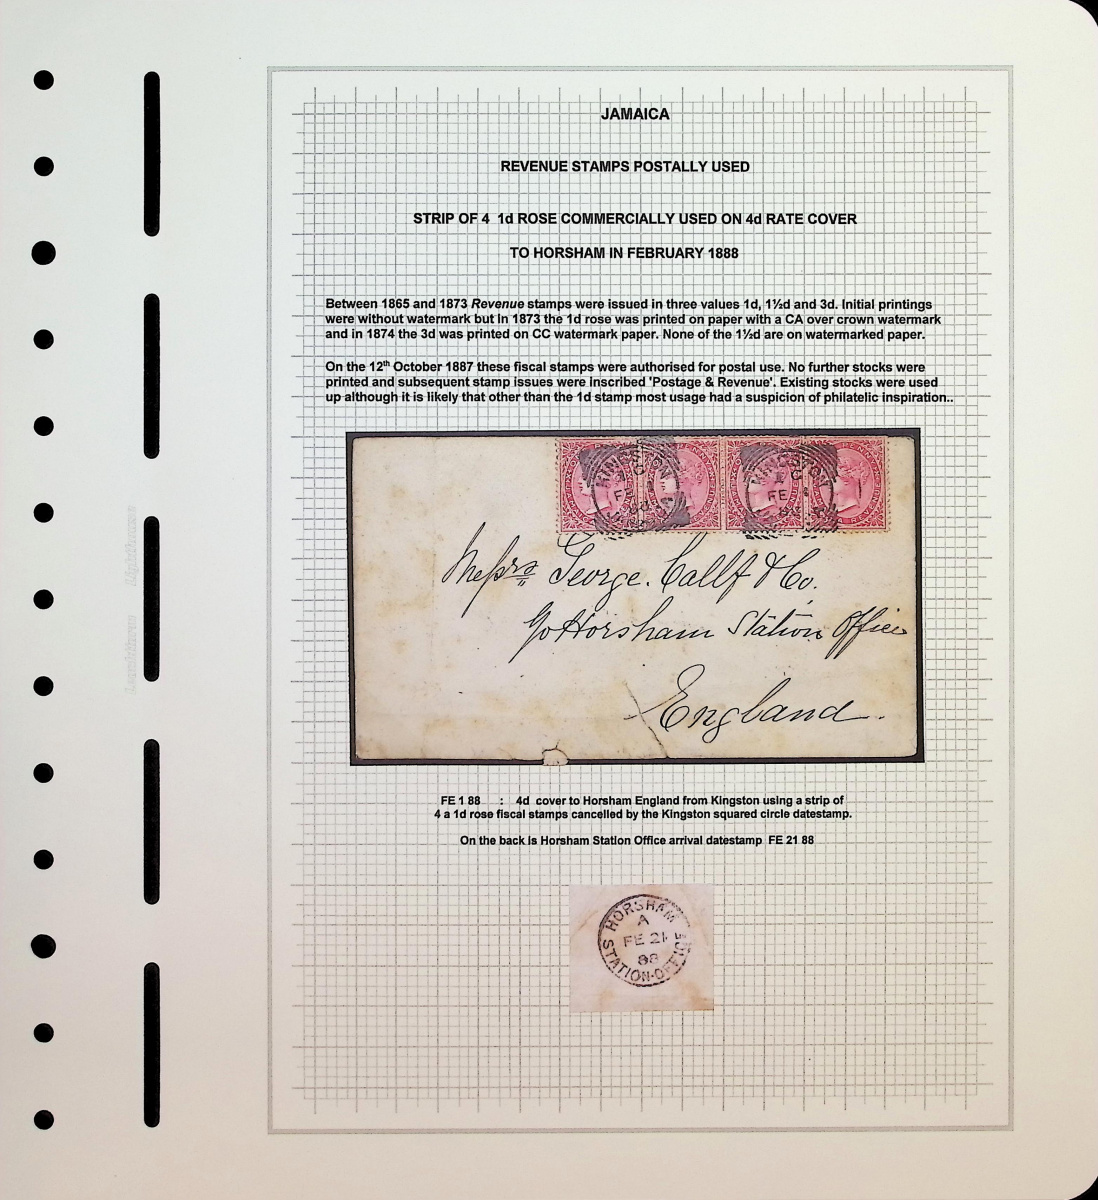 JAMAICA
REVENUE STAMPS POSTALLY USED
STRIP OF 4 1d ROSE COMMERCIALLY USED ON 4d RATE COVER
TO HORSHAM IN FEBRUARY 1888
Between 1865 and 1873 Revenue stamps were issued in three values 1d, 1½d and 3d. Initial printings
were without watermark but in 1873 the 1d rose was printed on paper with a CA over crown watermark
and in 1874 the 3d was printed on CC watermark paper. None of the 1½d are on watermarked paper.
On the 12th October 1887 these fiscal stamps were authorised for postal use. No further stocks were
printed and subsequent stamp issues were inscribed 'Postage & Revenue'. Existing stocks were used
up although it is likely that other than the 1d stamp most usage had a suspicion of philatelic inspiration..
KINGSTON
FE 1
KINGSTON
FE 1
Messrs George. Callf & Co.
Horsham Station Office
England.
FE 1 88 : 4d cover to Horsham England from Kingston using a strip of
4 a 1d rose fiscal stamps cancelled by the Kingston squared circle datestamp.
On the back is Horsham Station Office arrival datestamp FE 21 88
HORSHAM
A
FE 21
88
STATION-OFFICE